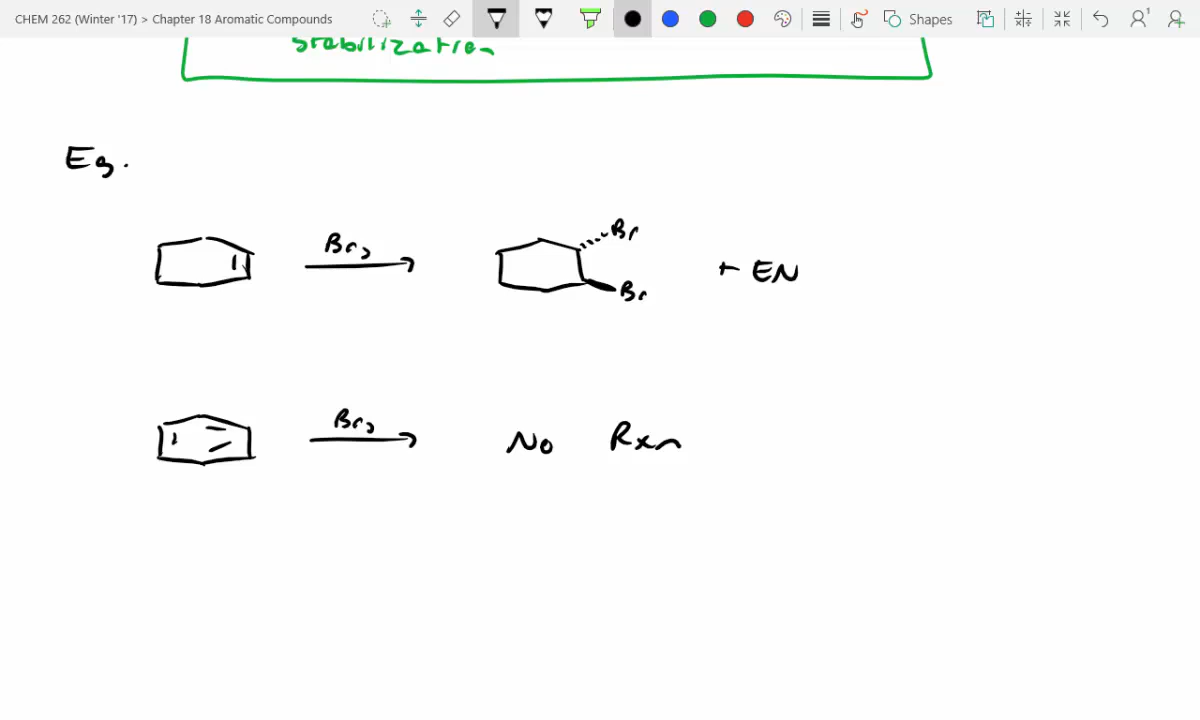 CHEM 262 (Winter '17) > Chapter 18 Aromatic Compounds
Shapes
stabilization
Eg.
Br₂
Br
Br
+ EN
Br₂
No Rxn